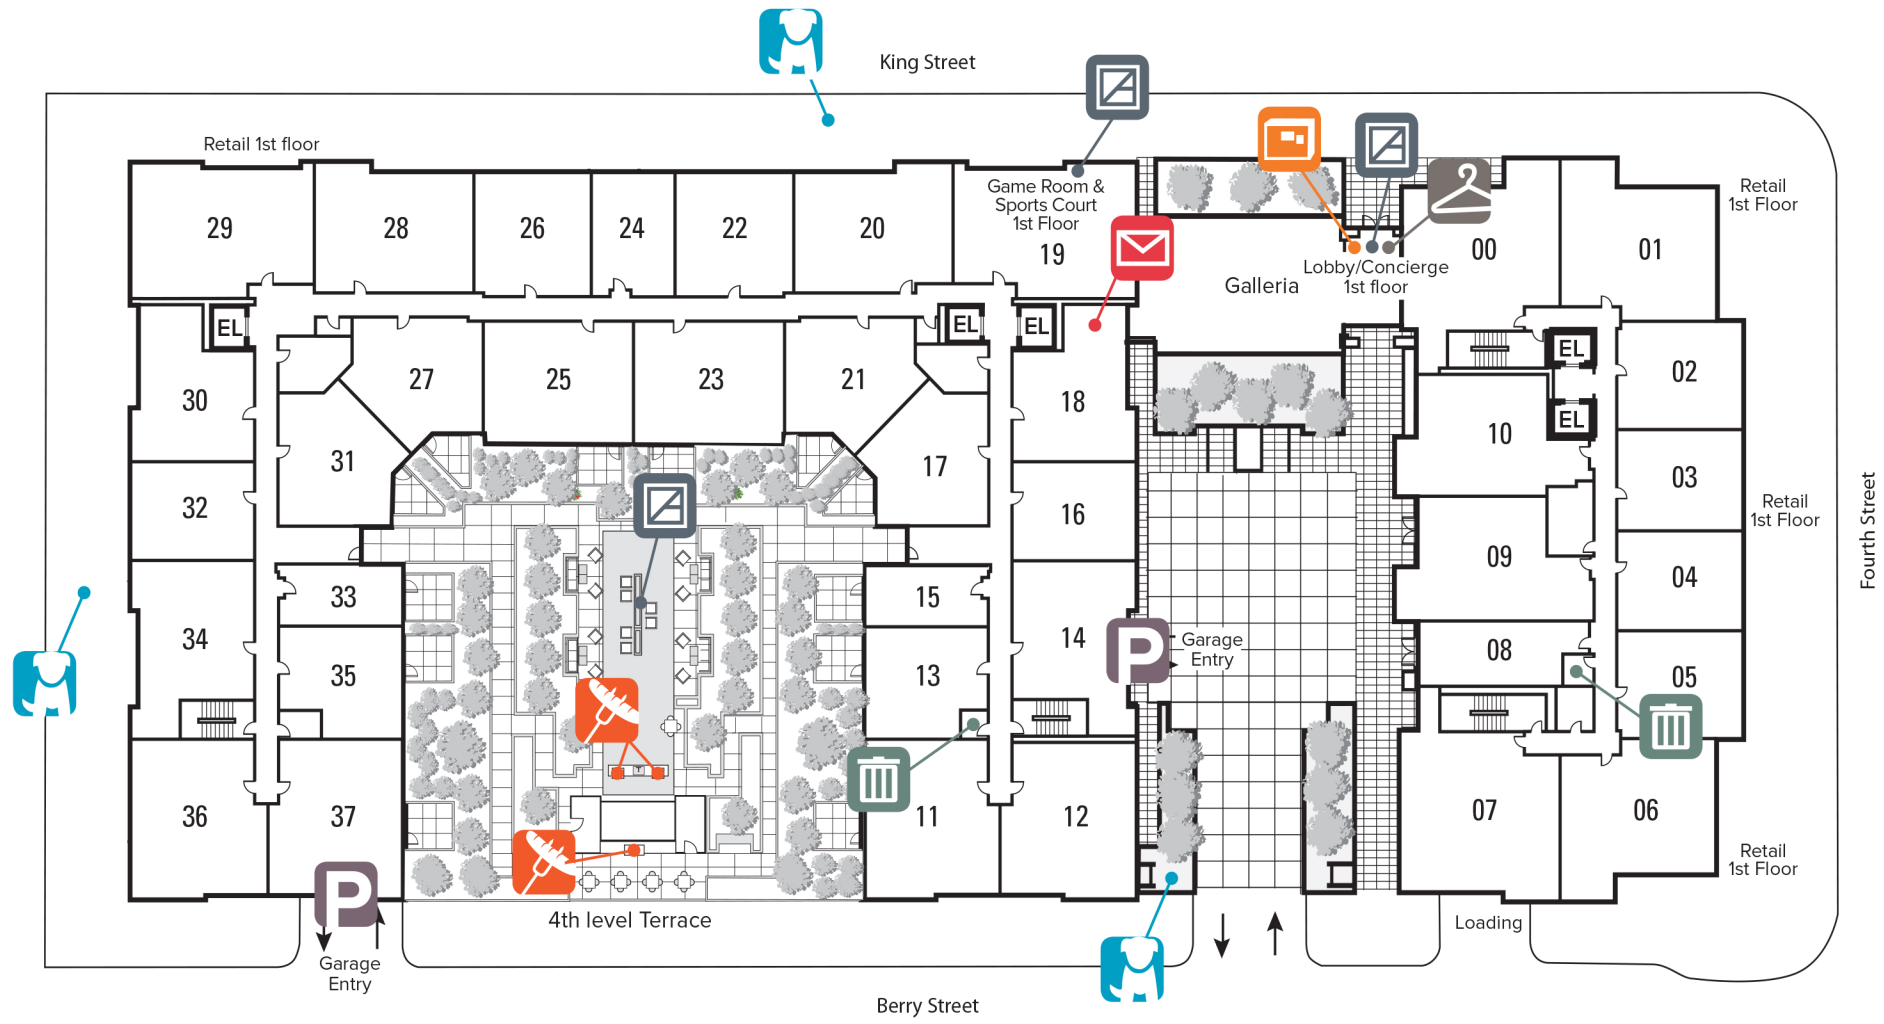 King Street
Retail 1st floor
Game Room &
Sports Court
1st Floor
Retail
1st Floor
29
28
26
24
22
20
19
00
01
Galleria
Lobby/Concierge
1st floor
EL
EL
EL
EL
EL
30
27
25
23
21
18
02
10
31
17
32
16
03
Retail
1st Floor
Fourth Street
09
04
33
15
34
35
13
14
P
Garage
Entry
08
05
36
37
11
12
07
06
Retail
1st Floor
P
4th level Terrace
Loading
Garage
Entry
Berry Street